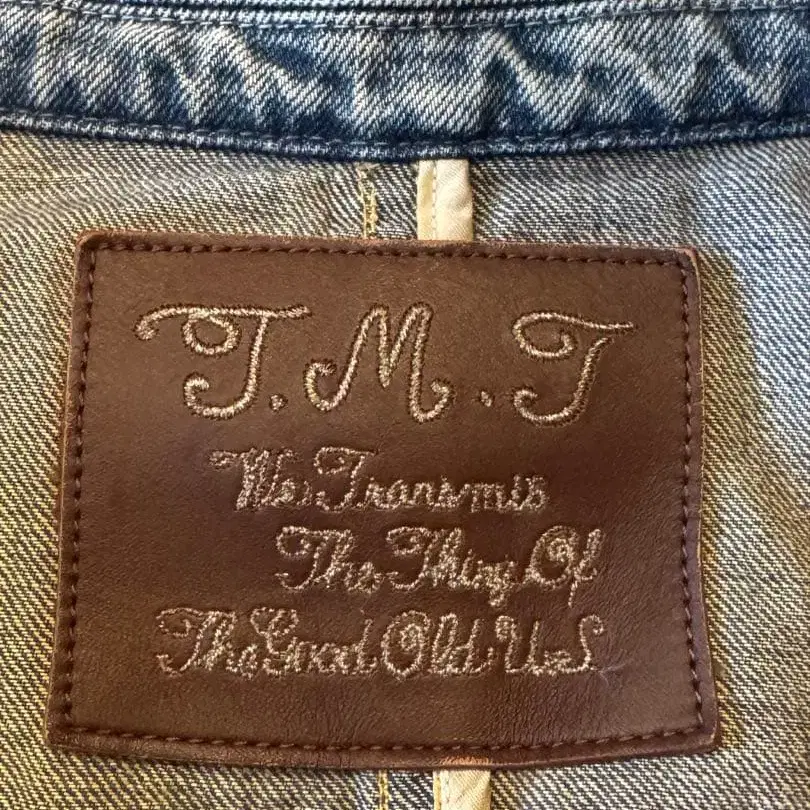 T.M.T
We Transmit
The Thing Of
The Good Old U.S